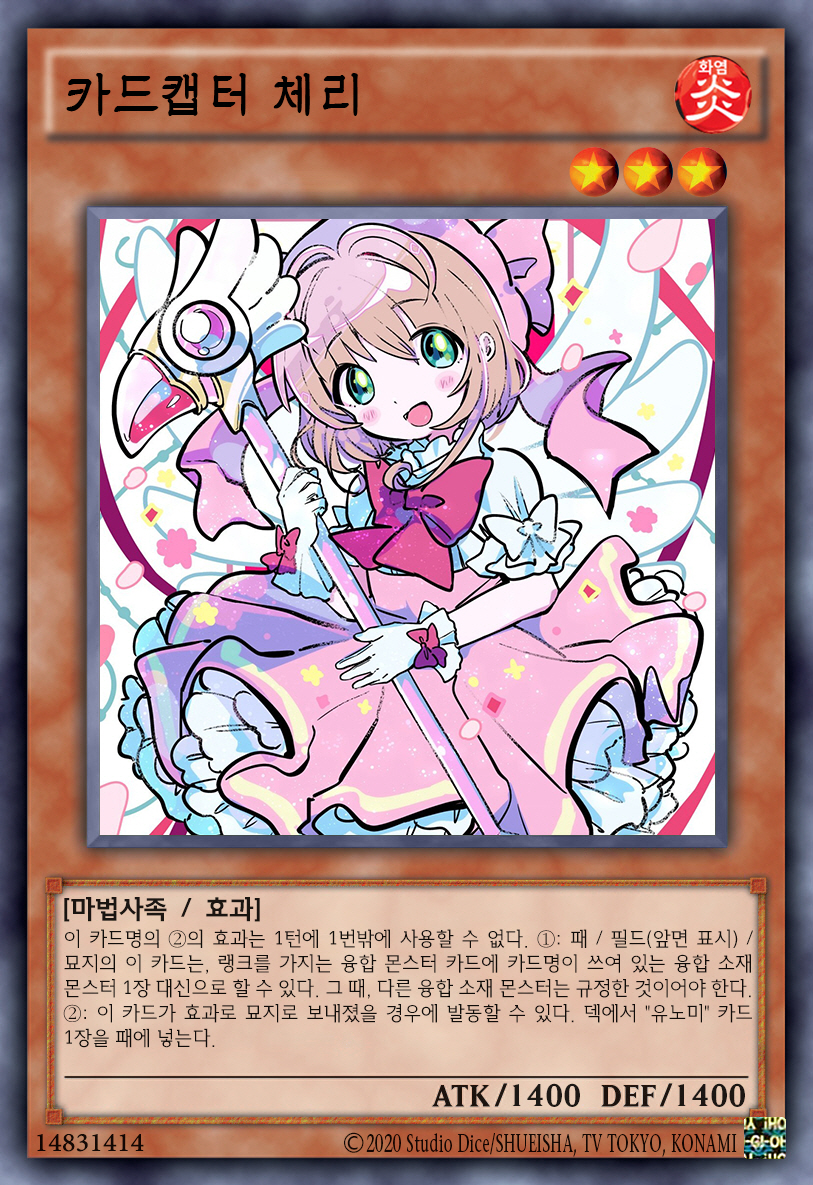 카드캡터 체리
화염
炎
[마법사족 / 효과]
이 카드명의 ②의 효과는 1턴에 1번밖에 사용할 수 없다. ①: 패 / 필드(앞면 표시) /
묘지의 이 카드는, 랭크를 가지는 융합 몬스터 카드에 카드명이 쓰여 있는 융합 소재
몬스터 1장 대신으로 할 수 있다. 그 때, 다른 융합 소재 몬스터는 규정한 것이어야 한다.
②: 이 카드가 효과로 묘지로 보내졌을 경우에 발동할 수 있다. 덱에서 "유노미" 카드
1장을 패에 넣는다.
ATK/1400 DEF/1400
14831414
©2020 Studio Dice/SHUEISHA, TV TOKYO, KONAMI